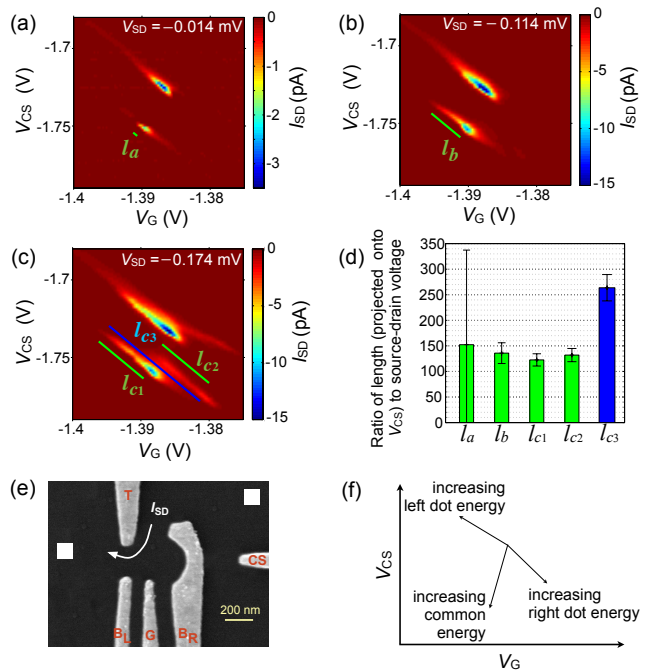 (a)
V_SD = −0.014 mV
-1.7
-1.75
V_CS (V)
l_a
-1.4
-1.39
-1.38
V_G (V)
0
-1
-2
-3
I_SD (pA)
(b)
V_SD = −0.114 mV
-1.7
-1.75
V_CS (V)
l_b
-1.4
-1.39
-1.38
V_G (V)
0
−5
−10
−15
I_SD (pA)
(c)
V_SD = −0.174 mV
-1.7
-1.75
V_CS (V)
l_c3
l_c2
l_c1
-1.4
-1.39
-1.38
V_G (V)
0
−5
−10
−15
I_SD (pA)
(d)
Ratio of length (projected onto
V_CS) to source-drain voltage
350
300
250
200
150
100
50
0
l_a l_b l_c1 l_c2 l_c3
(e)
T
I_SD
CS
200 nm
B_L G B_R
(f)
increasing
left dot energy
V_CS
increasing
common
energy
increasing
right dot energy
V_G